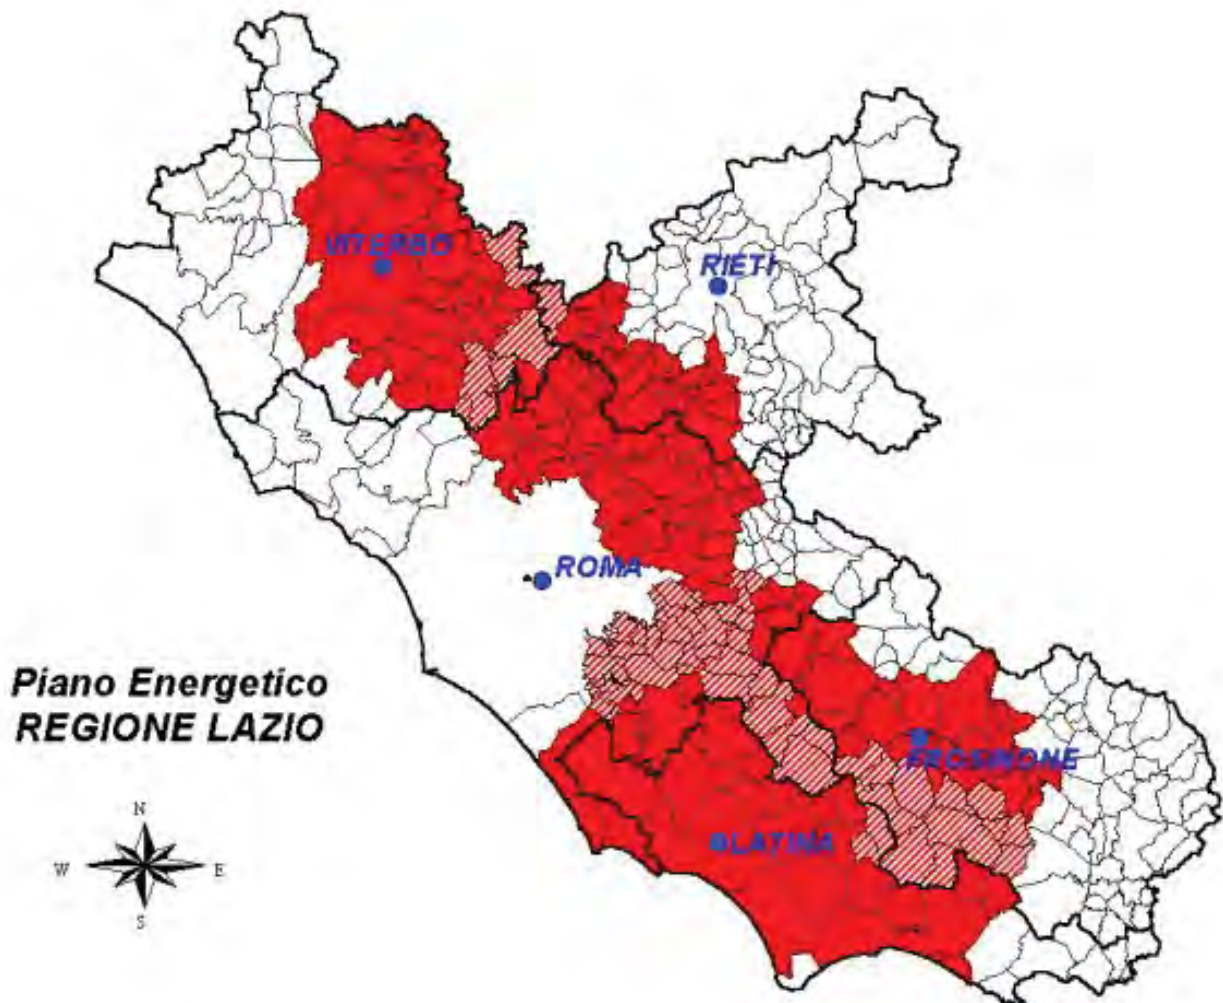 VITERBO
RIETI
ROMA
Piano Energetico
REGIONE LAZIO
FROSINONE
LATINA
N
W E
S